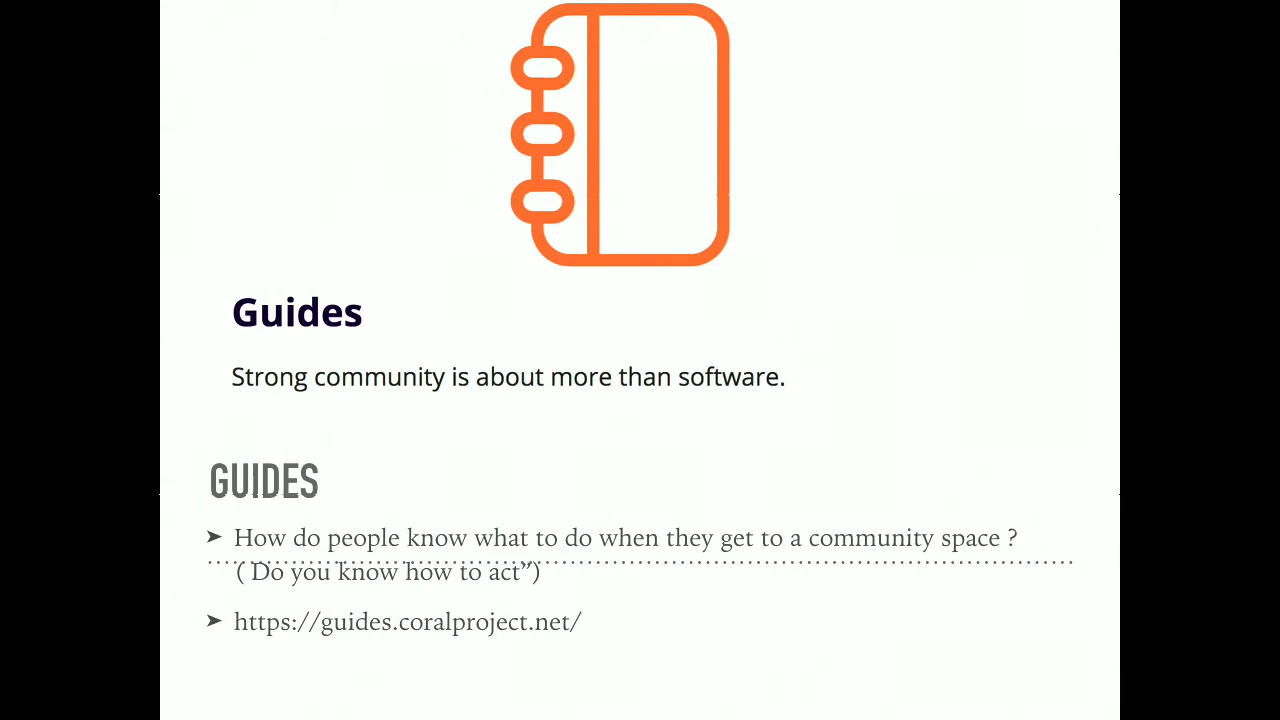 Guides
Strong community is about more than software.
GUIDES
➤ How do people know what to do when they get to a community space ?
( Do you know how to act”)
➤ https://guides.coralproject.net/